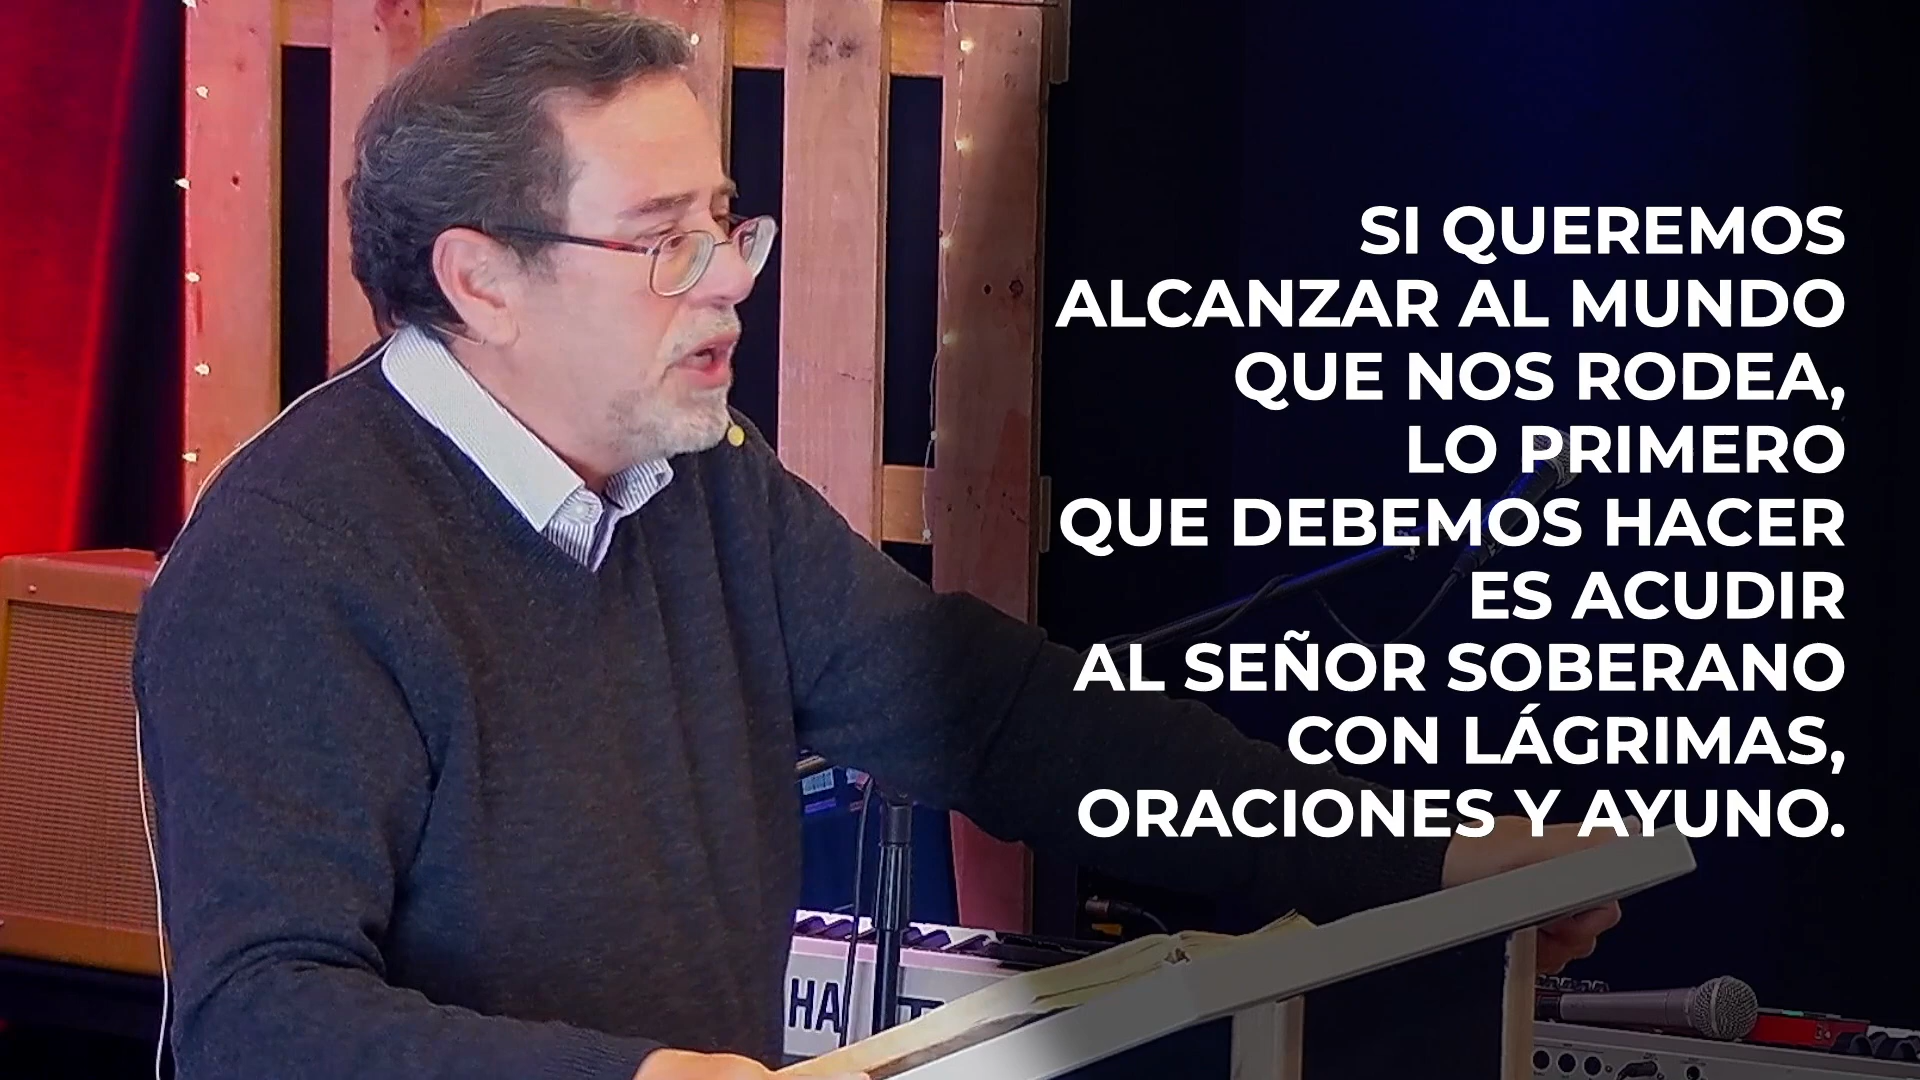 SI QUEREMOS
ALCANZAR AL MUNDO
QUE NOS RODEA,
LO PRIMERO
QUE DEBEMOS HACER
ES ACUDIR
AL SEÑOR SOBERANO
CON LÁGRIMAS,
ORACIONES Y AYUNO.
HA